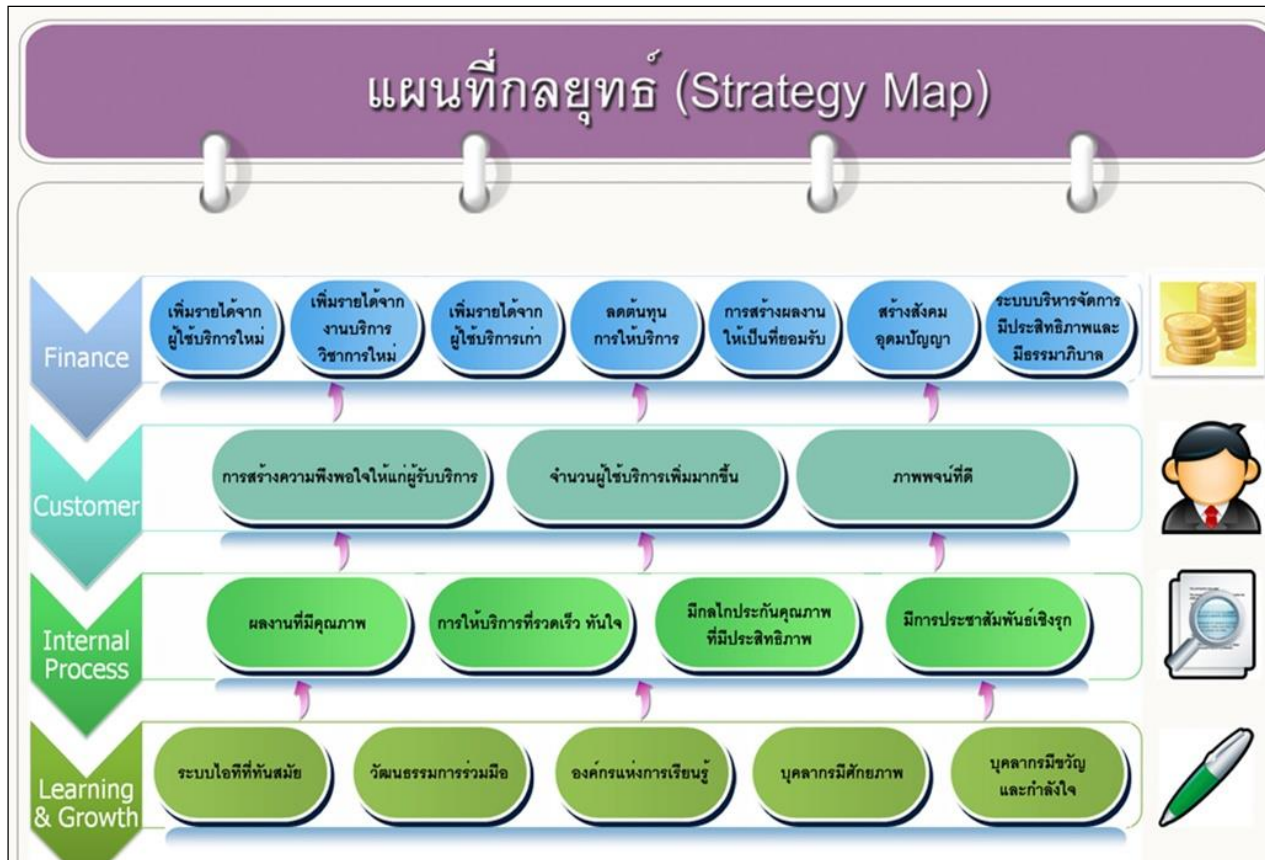 แผนที่กลยุทธ์ (Strategy Map)
Finance
เพิ่มรายได้จาก
ผู้ใช้บริการใหม่
เพิ่มรายได้จาก
งานบริการ
วิชาการใหม่
เพิ่มรายได้จาก
ผู้ใช้บริการเก่า
ลดต้นทุน
การให้บริการ
การสร้างผลงาน
ให้เป็นที่ยอมรับ
สร้างสังคม
อุดมปัญญา
ระบบบริหารจัดการ
มีประสิทธิภาพและ
มีธรรมาภิบาล
Customer
การสร้างความพึงพอใจให้แก่ผู้รับบริการ
จำนวนผู้ใช้บริการเพิ่มมากขึ้น
ภาพพจน์ที่ดี
Internal
Process
ผลงานที่มีคุณภาพ
การให้บริการที่รวดเร็ว ทันใจ
มีกลไกประกันคุณภาพ
ที่มีประสิทธิภาพ
มีการประชาสัมพันธ์เชิงรุก
Learning
& Growth
ระบบไอทีที่ทันสมัย
วัฒนธรรมการร่วมมือ
องค์กรแห่งการเรียนรู้
บุคลากรมีศักยภาพ
บุคลากรมีขวัญ
และกำลังใจ